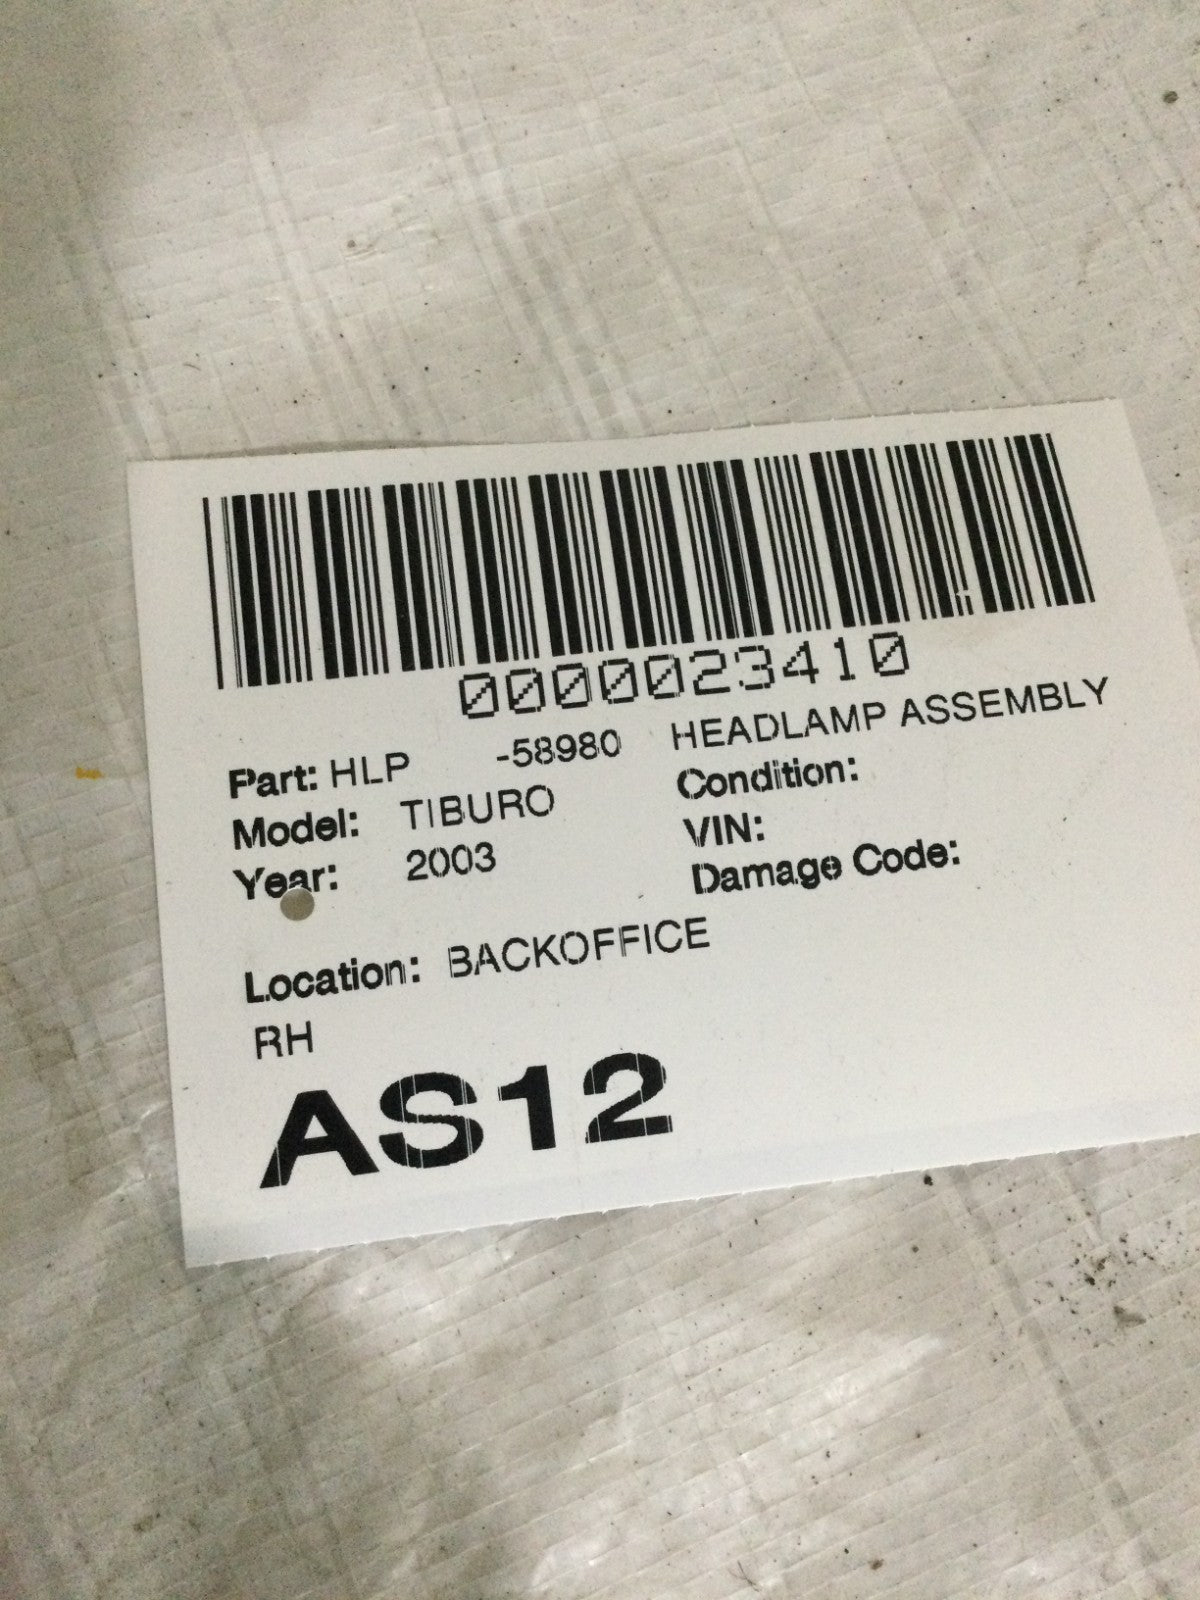 0000023410
Part: HLP -58980 HEADLAMP ASSEMBLY
Model: TIBURO Condition:
Year: 2003 VIN:
Damage Code:
Location: BACKOFFICE
RH
AS12